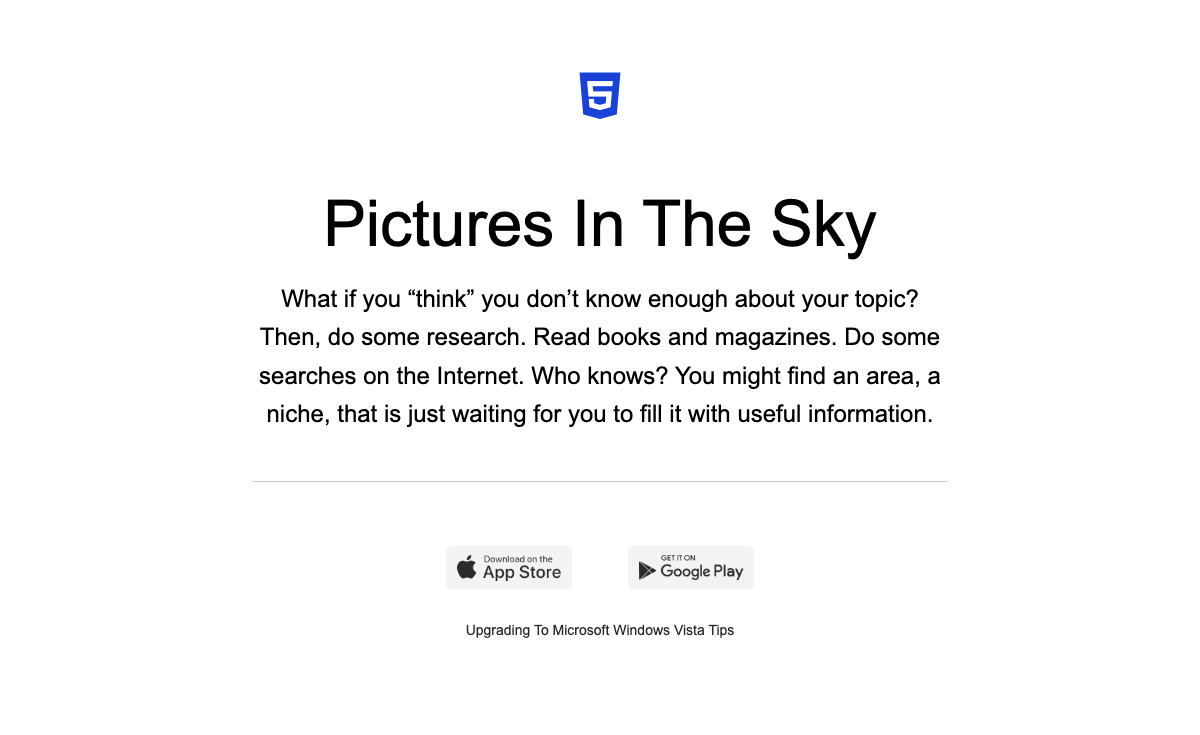 5
Pictures In The Sky
What if you “think” you don’t know enough about your topic?
Then, do some research. Read books and magazines. Do some
searches on the Internet. Who knows? You might find an area, a
niche, that is just waiting for you to fill it with useful information.
Download on the
App Store
GET IT ON
Google Play
Upgrading To Microsoft Windows Vista Tips